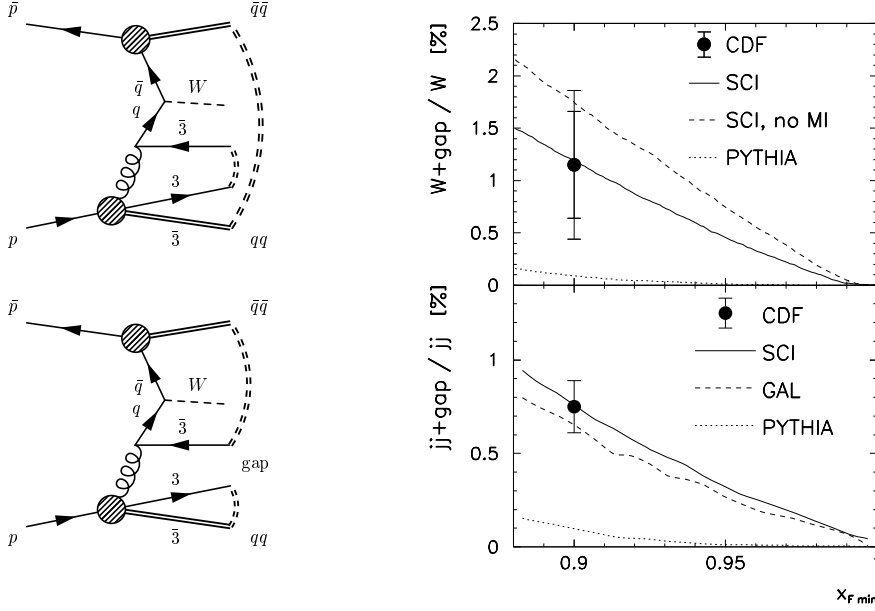 p̄
q̄q̄
q̄
W
q
3̄
3
p
3̄
qq
p̄
q̄q̄
q̄
W
q
3̄
gap
3
p
3̄
qq
W+gap / W [%]
2.5
2
1.5
1
0.5
0
CDF
SCI
SCI, no MI
PYTHIA
jj+gap / jj [%]
1
0.5
0
CDF
SCI
GAL
PYTHIA
0.9
0.95
x_F min